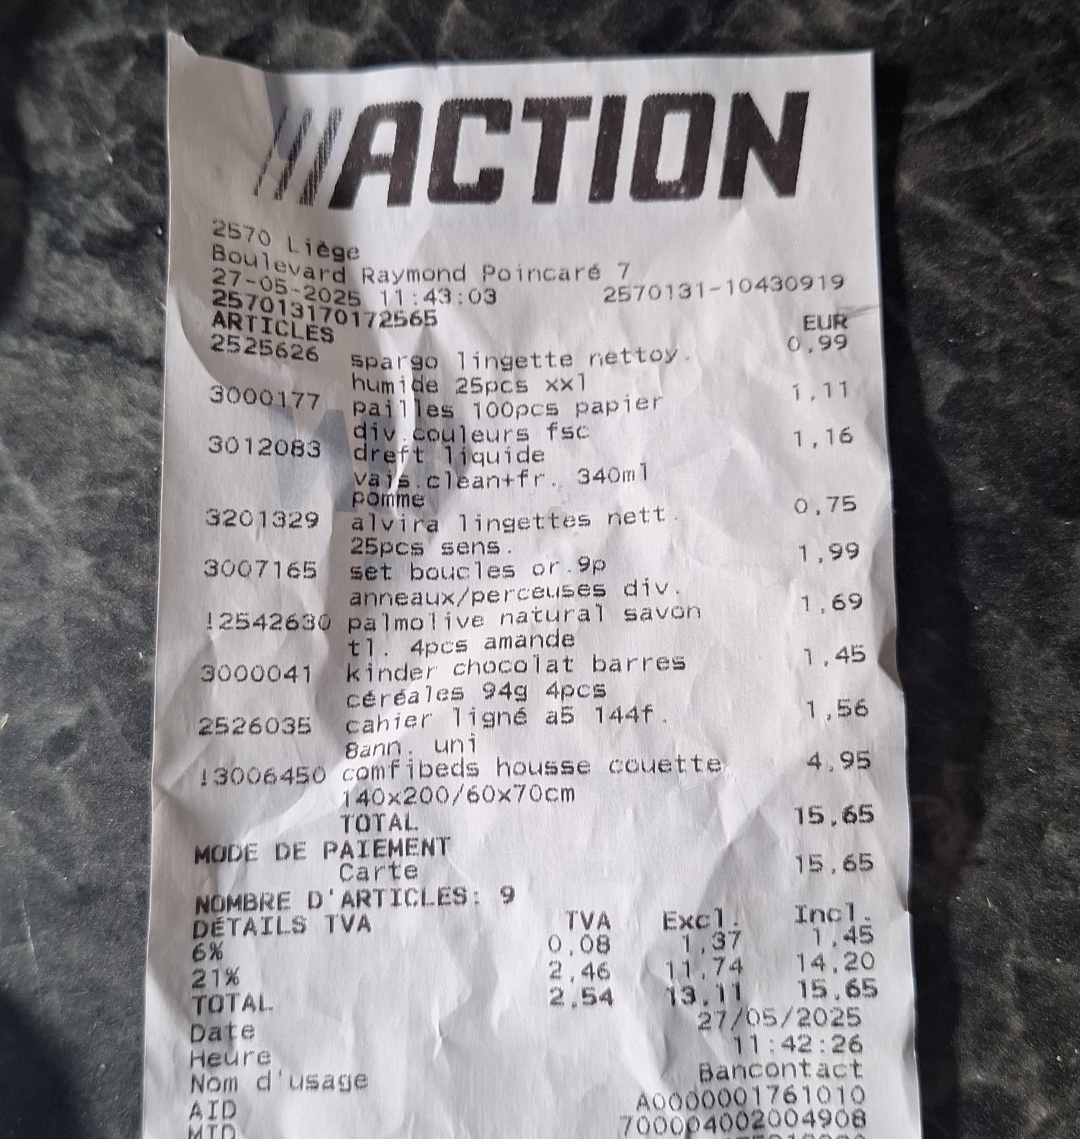 ACTION
2570 Liège
Boulevard Raymond Poincaré 7
27-05-2025 11:43:03 2570131-10430919
257013170172565
ARTICLES EUR
2525626 spargo lingette nettoy. 0,99
humide 25pcs xxl
3000177 pailles 100pcs papier 1,11
div.couleurs fsc
3012083 dreft liquide 1,16
vais.clean+fr. 340ml
pomme
3201329 alvira lingettes nett. 0,75
25pcs sens.
3007165 set boucles or.9p 1,99
anneaux/perceuses div.
!2542630 palmolive natural savon 1,69
tl. 4pcs amande
3000041 kinder chocolat barres 1,45
céréales 94g 4pcs
2526035 cahier ligné a5 144f. 1,56
8ann. uni
!3006450 comfibeds housse couette 4,95
140x200/60x70cm
TOTAL 15,65
MODE DE PAIEMENT
Carte 15,65
NOMBRE D'ARTICLES: 9
DÉTAILS TVA TVA Excl. Incl.
6% 0,08 1,37 1,45
21% 2,46 11,74 14,20
TOTAL 2,54 13,11 15,65
Date 27/05/2025
Heure 11:42:26
Nom d'usage Bancontact
AID A0000001761010
MID 700004002004908